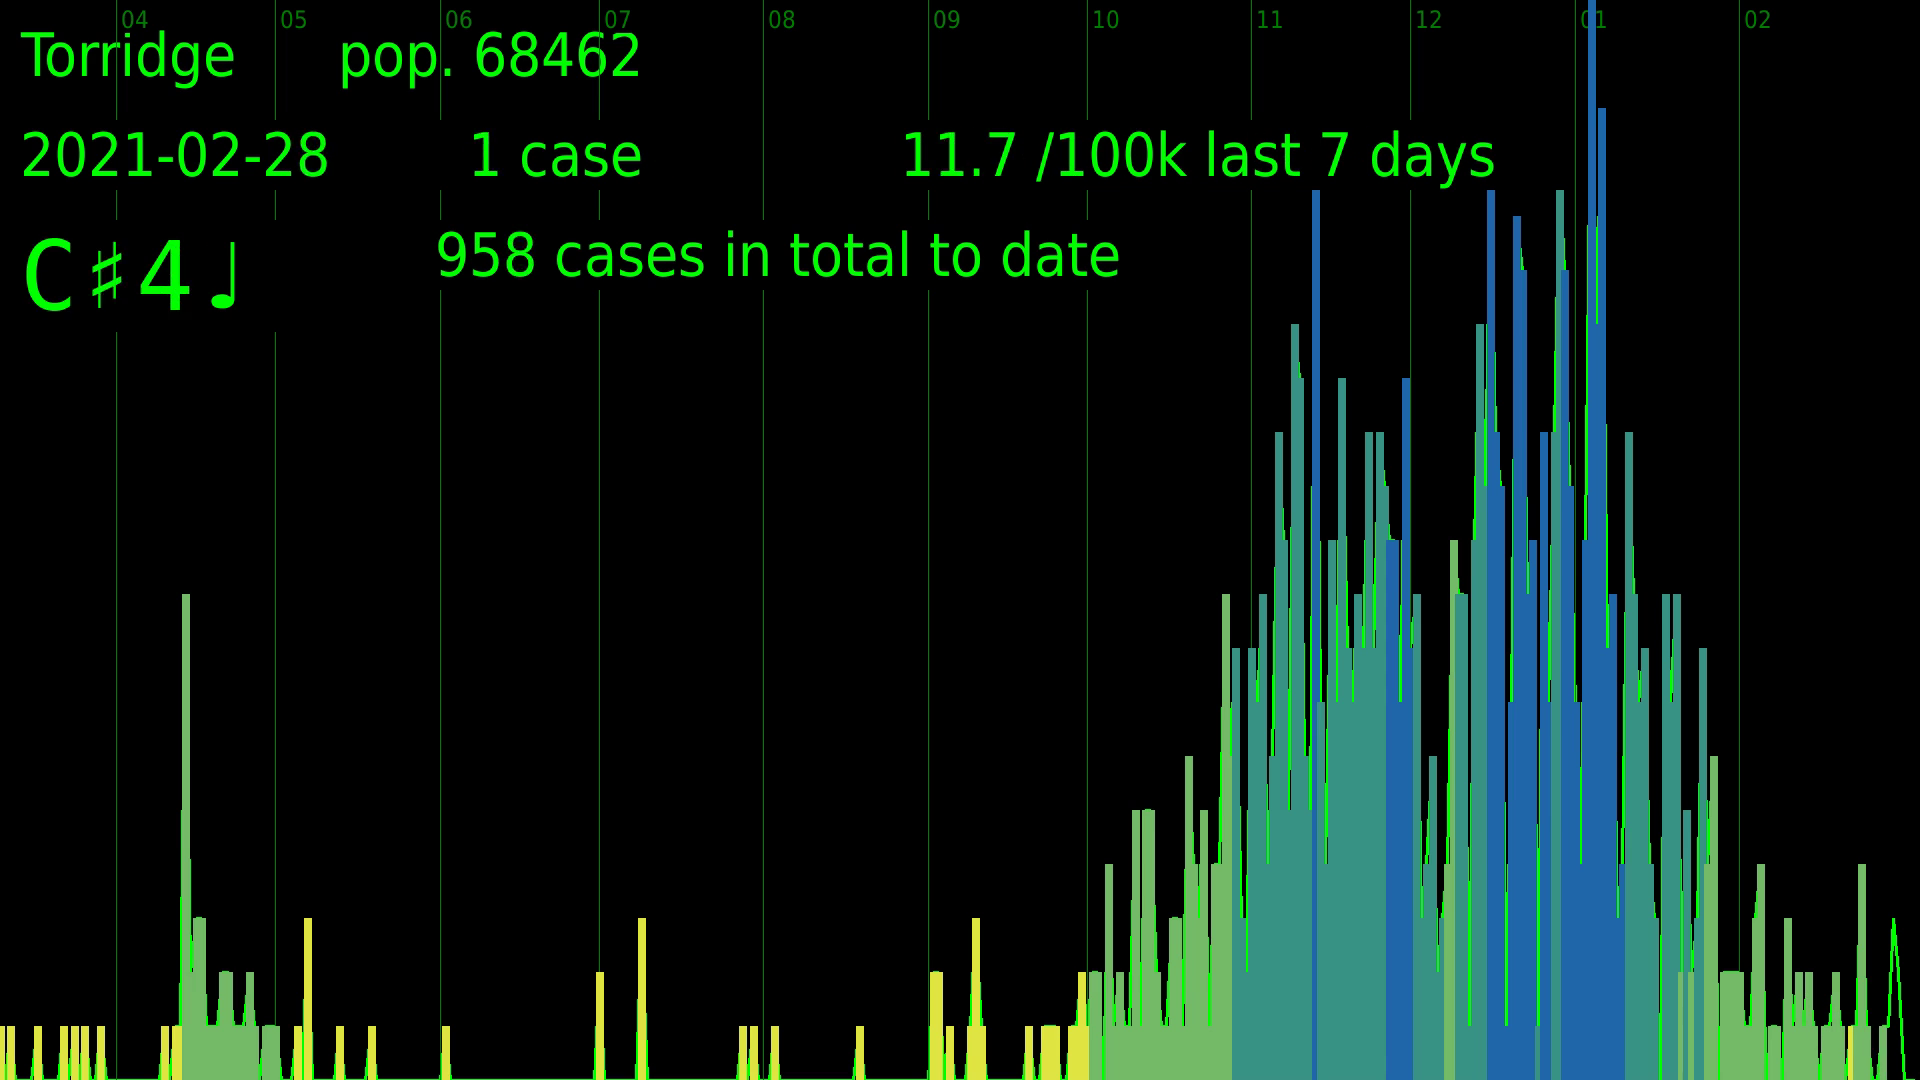 04 05 06 07 08 09 10 11 12 01 02
Torridge pop. 68462
2021-02-28 1 case 11.7 /100k last 7 days
C♯4♩ 958 cases in total to date